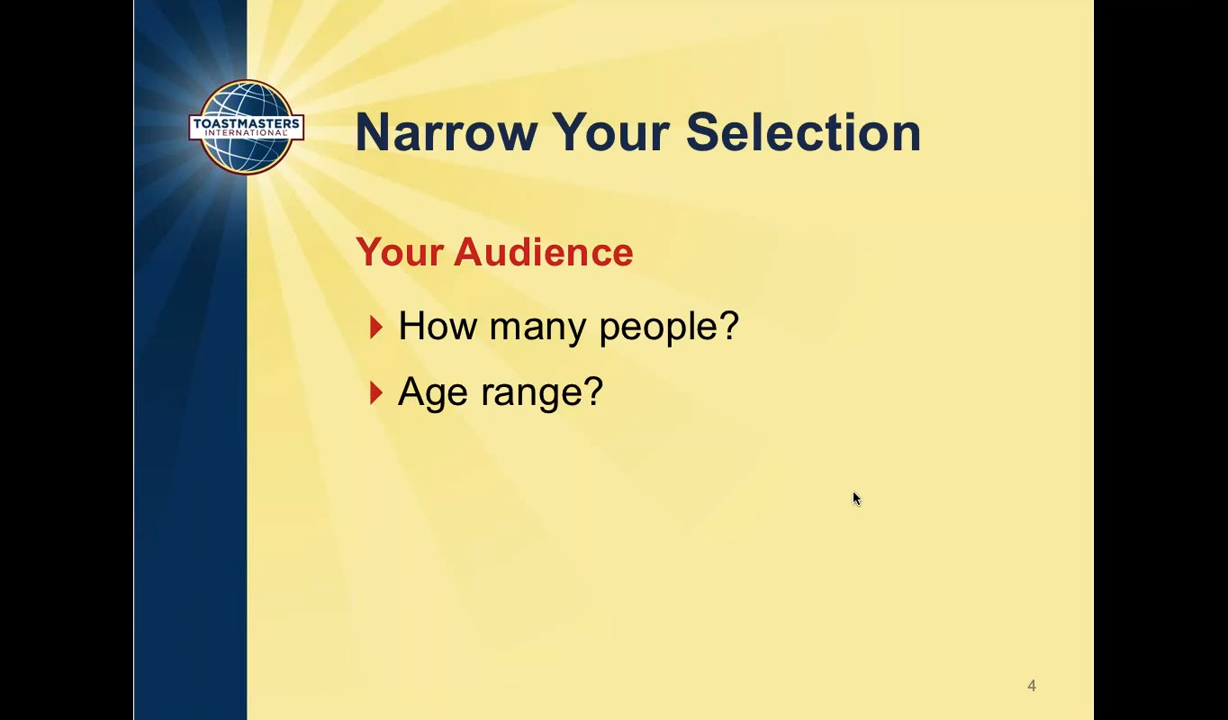 TOASTMASTERS
INTERNATIONAL
Narrow Your Selection
Your Audience
How many people?
Age range?
4